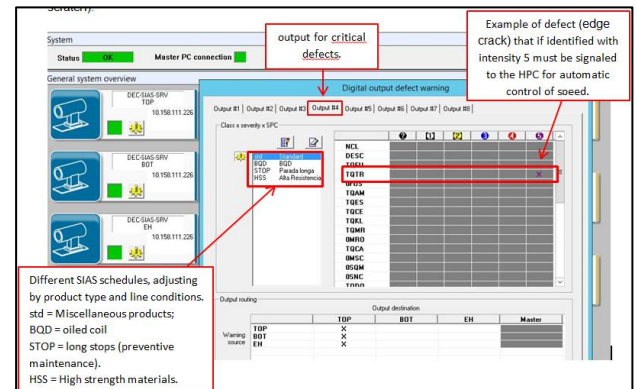 scratch).
System
Status OK Master PC connection
General system overview
DEC-SIAS-SRV
TOP
10.158.111.226
DEC-SIAS-SRV
BOT
10.158.111.226
DEC-SIAS-SRV
EH
10.158.111.226
output for critical
defects.
Example of defect (edge
crack) that if identified with
intensity 5 must be signaled
to the HPC for automatic
control of speed.
Digital output defect warning
Output #1 | Output #2 | Output #3 | Output #4 | Output #5 | Output #6 | Output #7 | Output #8 |
Class x severity x SPC
std Standard
BQD BQD
STOP Parada longa
HSS Alta Resistencia
? [1] [2] 3 4 5
NCL
DESC
TQTR X
TQAM
TQES
TQCE
TQKL
TQMR
OMRO
TQCA
OMSC
OSQM
OSNC
Output routing
Output destination
TOP BOT EH Master
Warning
source
TOP X
BOT X
EH X
Different SIAS schedules, adjusting
by product type and line conditions.
std = Miscellaneous products;
BQD = oiled coil
STOP = long stops (preventive
maintenance).
HSS = High strength materials.